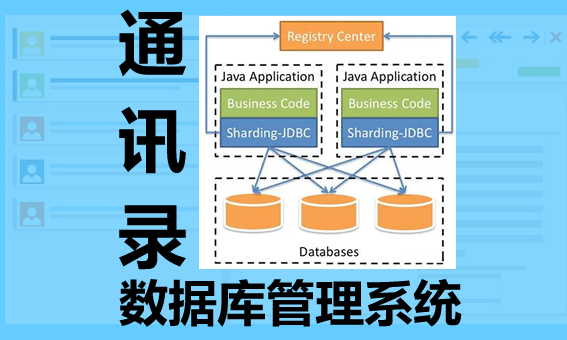 通
讯
录
数据库管理系统
Registry Center
Java Application
Java Application
Business Code
Business Code
Sharding-JDBC
Sharding-JDBC
Databases